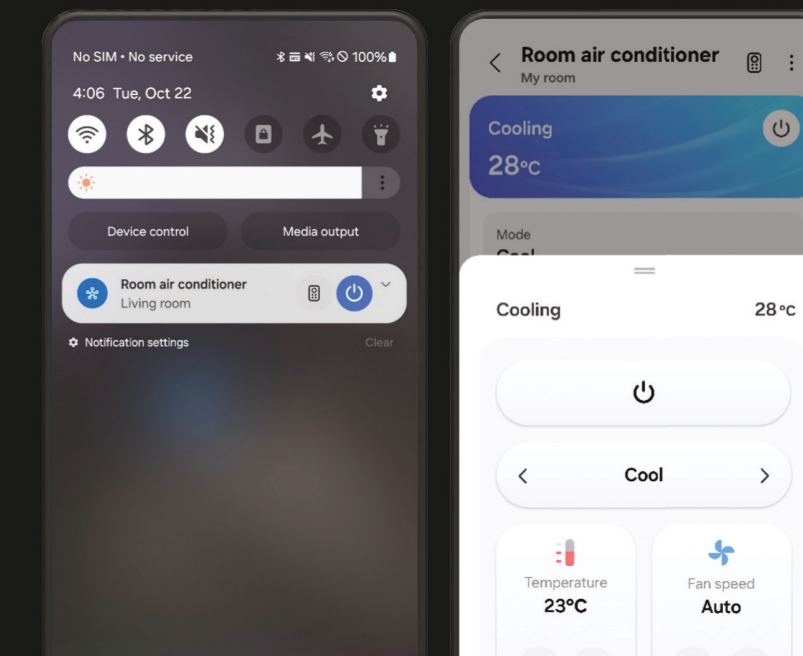 No SIM • No service
100%
4:06 Tue, Oct 22
Device control
Media output
Room air conditioner
Living room
Notification settings
Clear
Room air conditioner
My room
Cooling
28°C
Mode
Cool
Cooling
28°C
Cool
Temperature
23°C
Fan speed
Auto